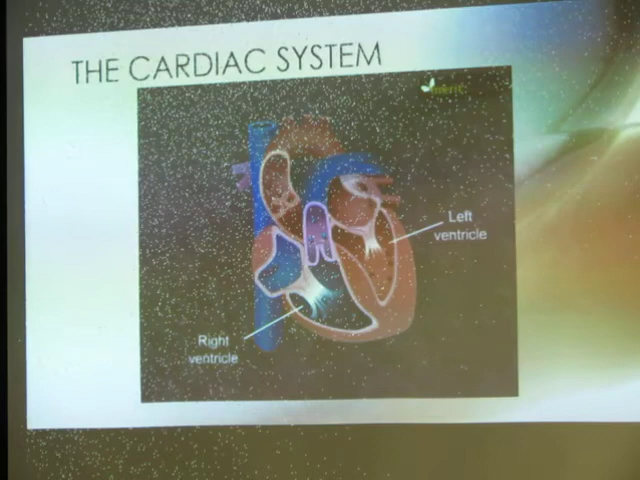 THE CARDIAC SYSTEM
Left
ventricle
Right
ventricle